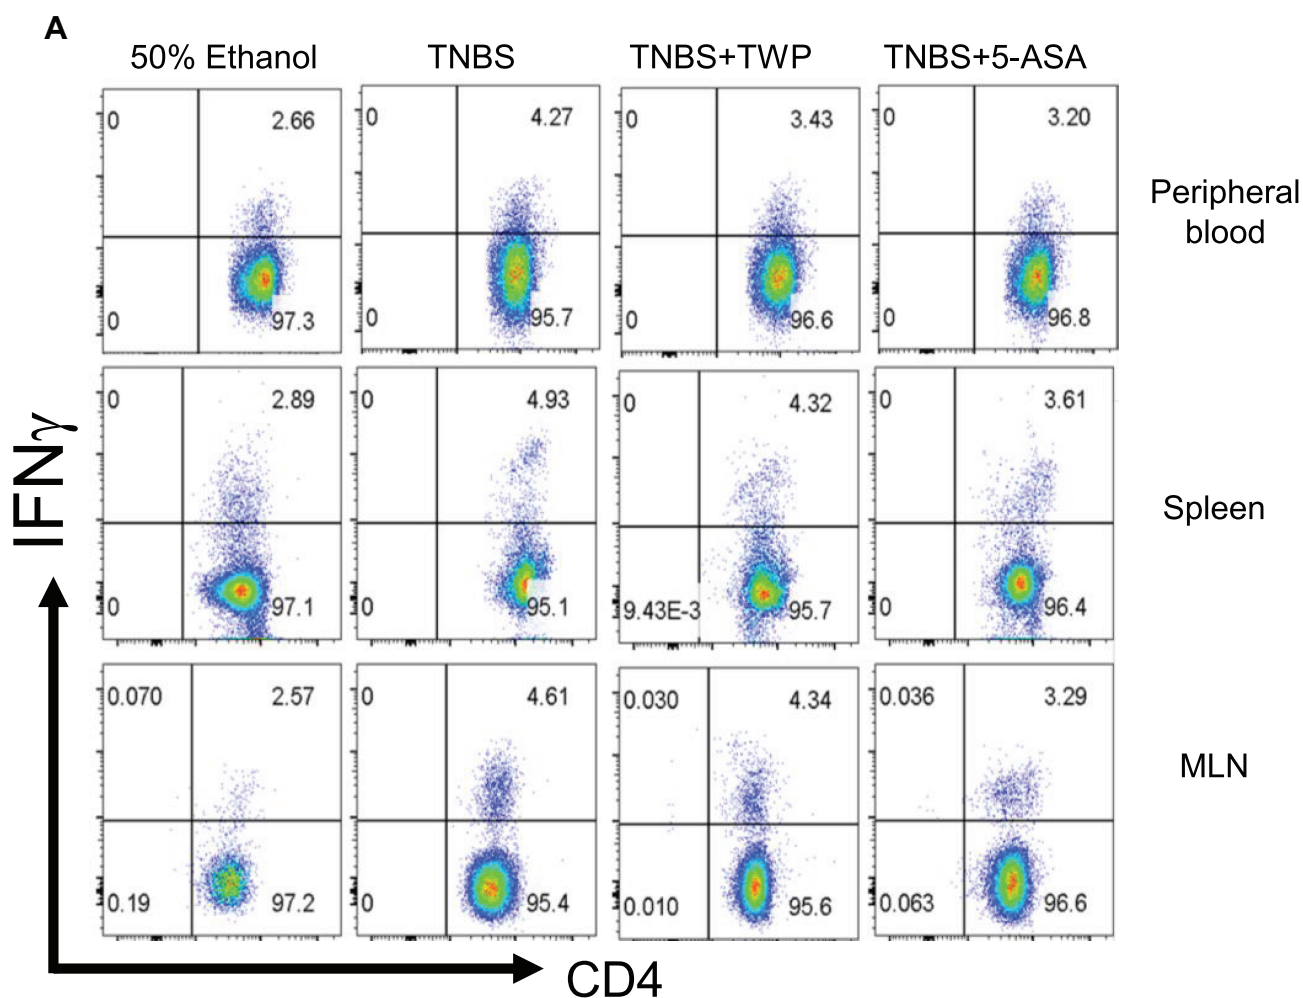 A
50% Ethanol TNBS TNBS+TWP TNBS+5-ASA
0 2.66 0 4.27 0 3.43 0 3.20
Peripheral
blood
0 97.3 0 95.7 0 96.6 0 96.8
0 2.89 0 4.93 0 4.32 0 3.61
IFNγ
Spleen
0 97.1 0 95.1 9.43E-3 95.7 0 96.4
0.070 2.57 0 4.61 0.030 4.34 0.036 3.29
MLN
0.19 97.2 0 95.4 0.010 95.6 0.063 96.6
CD4